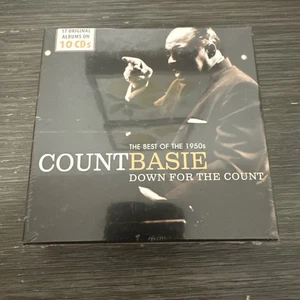 17 ORIGINAL
ALBUMS ON
10 CDs
THE BEST OF THE 1950s
COUNTBASIE
DOWN FOR THE COUNT